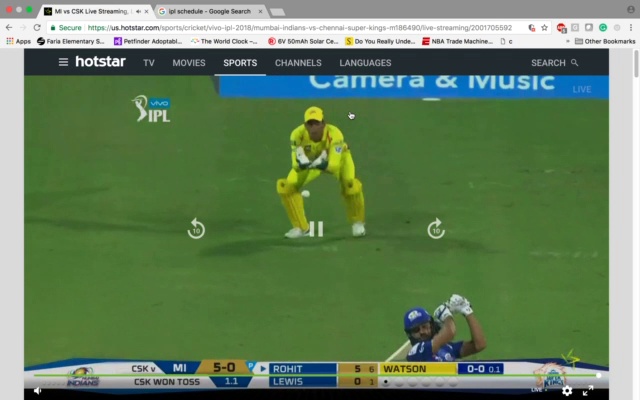 MI vs CSK Live Streaming,
ipl schedule - Google Search
Secure https://us.hotstar.com/sports/cricket/vivo-ipl-2018/mumbai-indians-vs-chennai-super-kings-m186490/live-streaming/2001705592
Apps Faria Elementary S... Petfinder Adoptabl... The World Clock –... 6V 50mAh Solar Ce... Do You Really Unde... NBA Trade Machine... c Other Bookmarks
hotstar TV MOVIES SPORTS CHANNELS LANGUAGES SEARCH
Camera & Music
LIVE
vivo
IPL
10 10
CSK v MI 5-0 P ROHIT 5 6 WATSON 0-0 0.1
CSK WON TOSS 1.1 LEWIS 0 1
INDIANS
LIVE